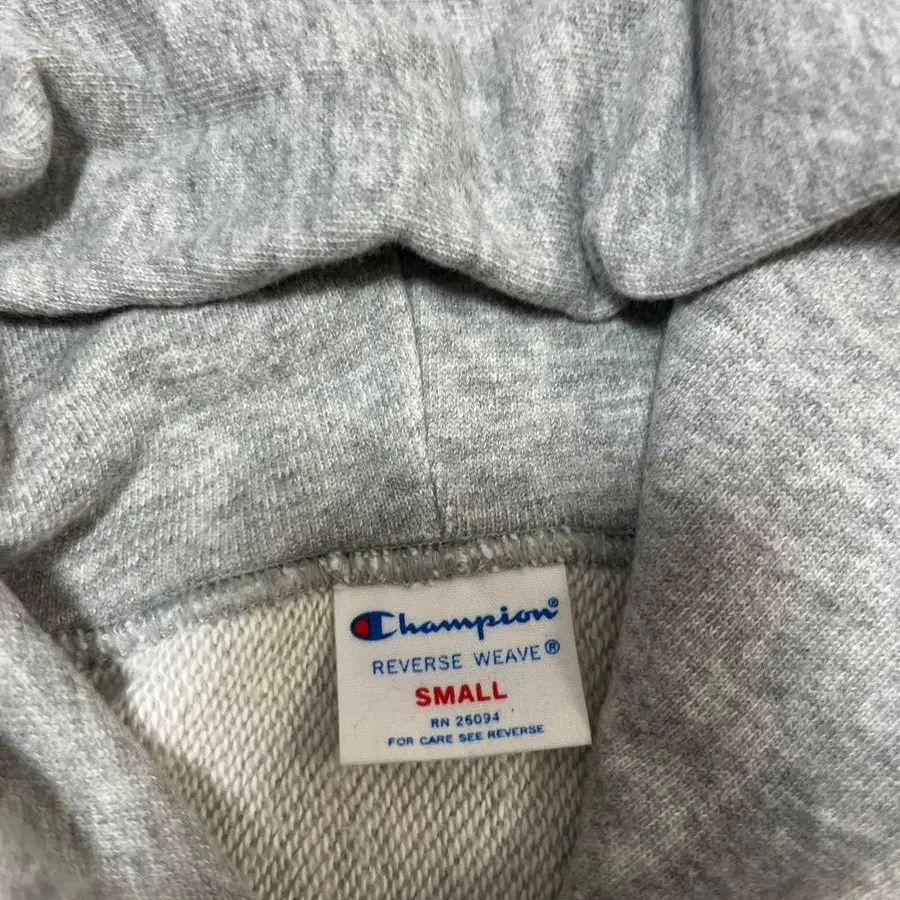 Champion®
REVERSE WEAVE®
SMALL
RN 26094
FOR CARE SEE REVERSE